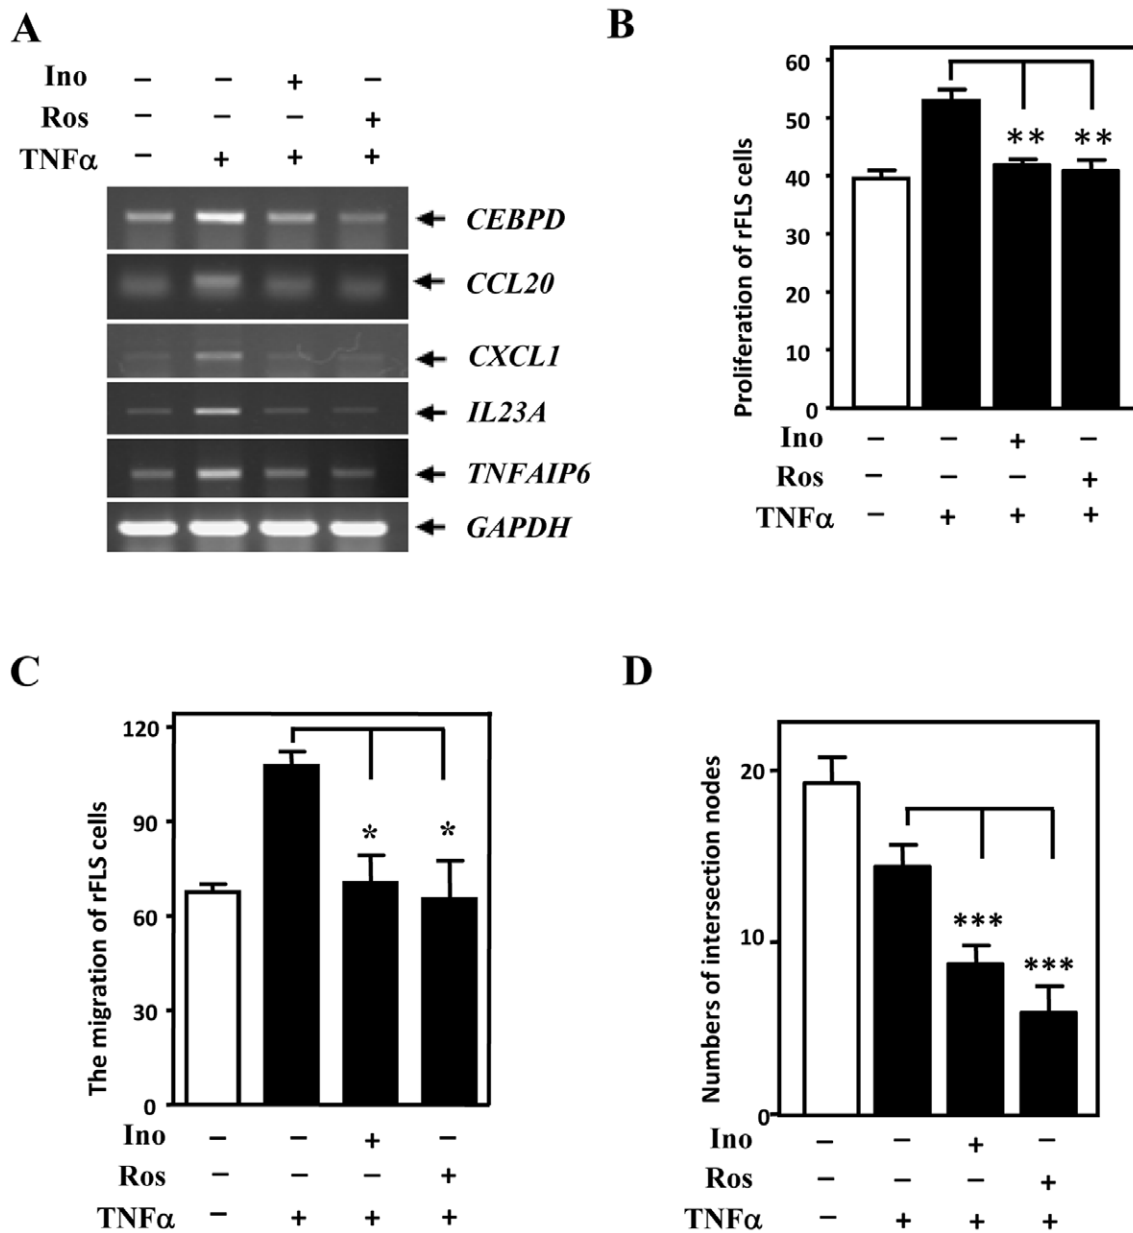 A
Ino − − + −
Ros − − − +
TNFα − + + +
CEBPD
CCL20
CXCL1
IL23A
TNFAIP6
GAPDH
B
Proliferation of rFLS cells
60
50
40
30
20
10
0
** **
Ino − − + −
Ros − − − +
TNFα − + + +
C
The migration of rFLS cells
120
90
60
30
0
* *
Ino − − + −
Ros − − − +
TNFα − + + +
D
Numbers of intersection nodes
20
10
0
*** ***
Ino − − + −
Ros − − − +
TNFα − + + +